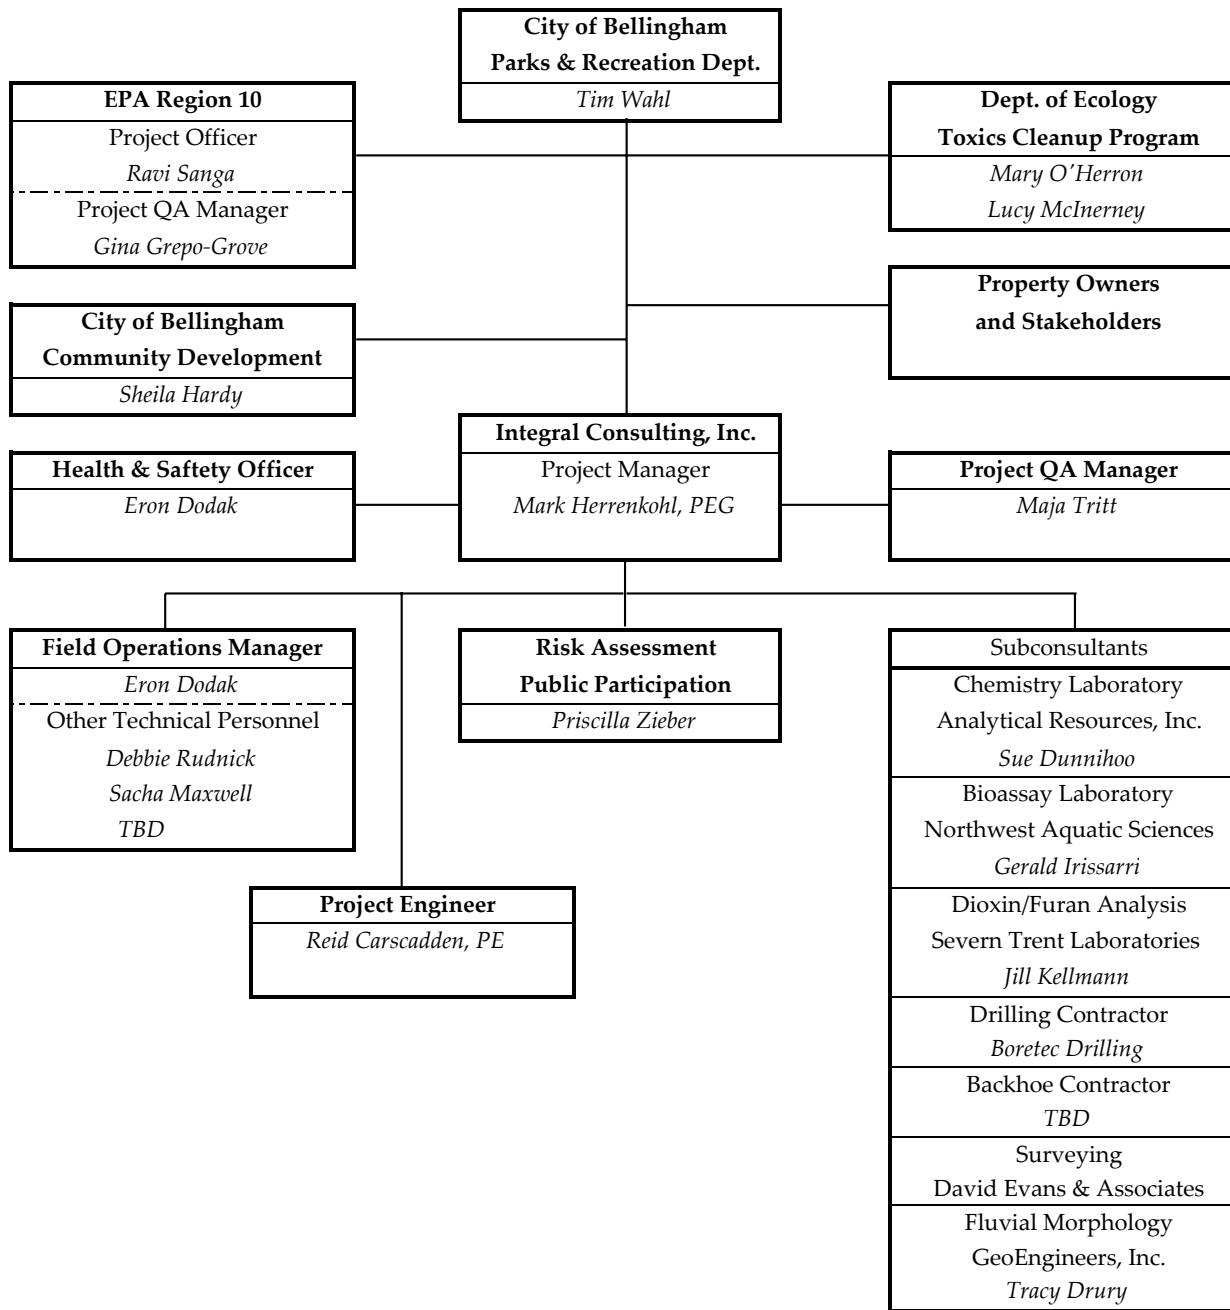 City of Bellingham
Parks & Recreation Dept.
Tim Wahl
EPA Region 10
Project Officer
Ravi Sanga
Project QA Manager
Gina Grepo-Grove
Dept. of Ecology
Toxics Cleanup Program
Mary O'Herron
Lucy McInerney
Property Owners
and Stakeholders
City of Bellingham
Community Development
Sheila Hardy
Integral Consulting, Inc.
Project Manager
Mark Herrenkohl, PEG
Health & Saftety Officer
Eron Dodak
Project QA Manager
Maja Tritt
Field Operations Manager
Eron Dodak
Other Technical Personnel
Debbie Rudnick
Sacha Maxwell
TBD
Risk Assessment
Public Participation
Priscilla Zieber
Project Engineer
Reid Carscadden, PE
Subconsultants
Chemistry Laboratory
Analytical Resources, Inc.
Sue Dunnihoo
Bioassay Laboratory
Northwest Aquatic Sciences
Gerald Irissarri
Dioxin/Furan Analysis
Severn Trent Laboratories
Jill Kellmann
Drilling Contractor
Boretec Drilling
Backhoe Contractor
TBD
Surveying
David Evans & Associates
Fluvial Morphology
GeoEngineers, Inc.
Tracy Drury